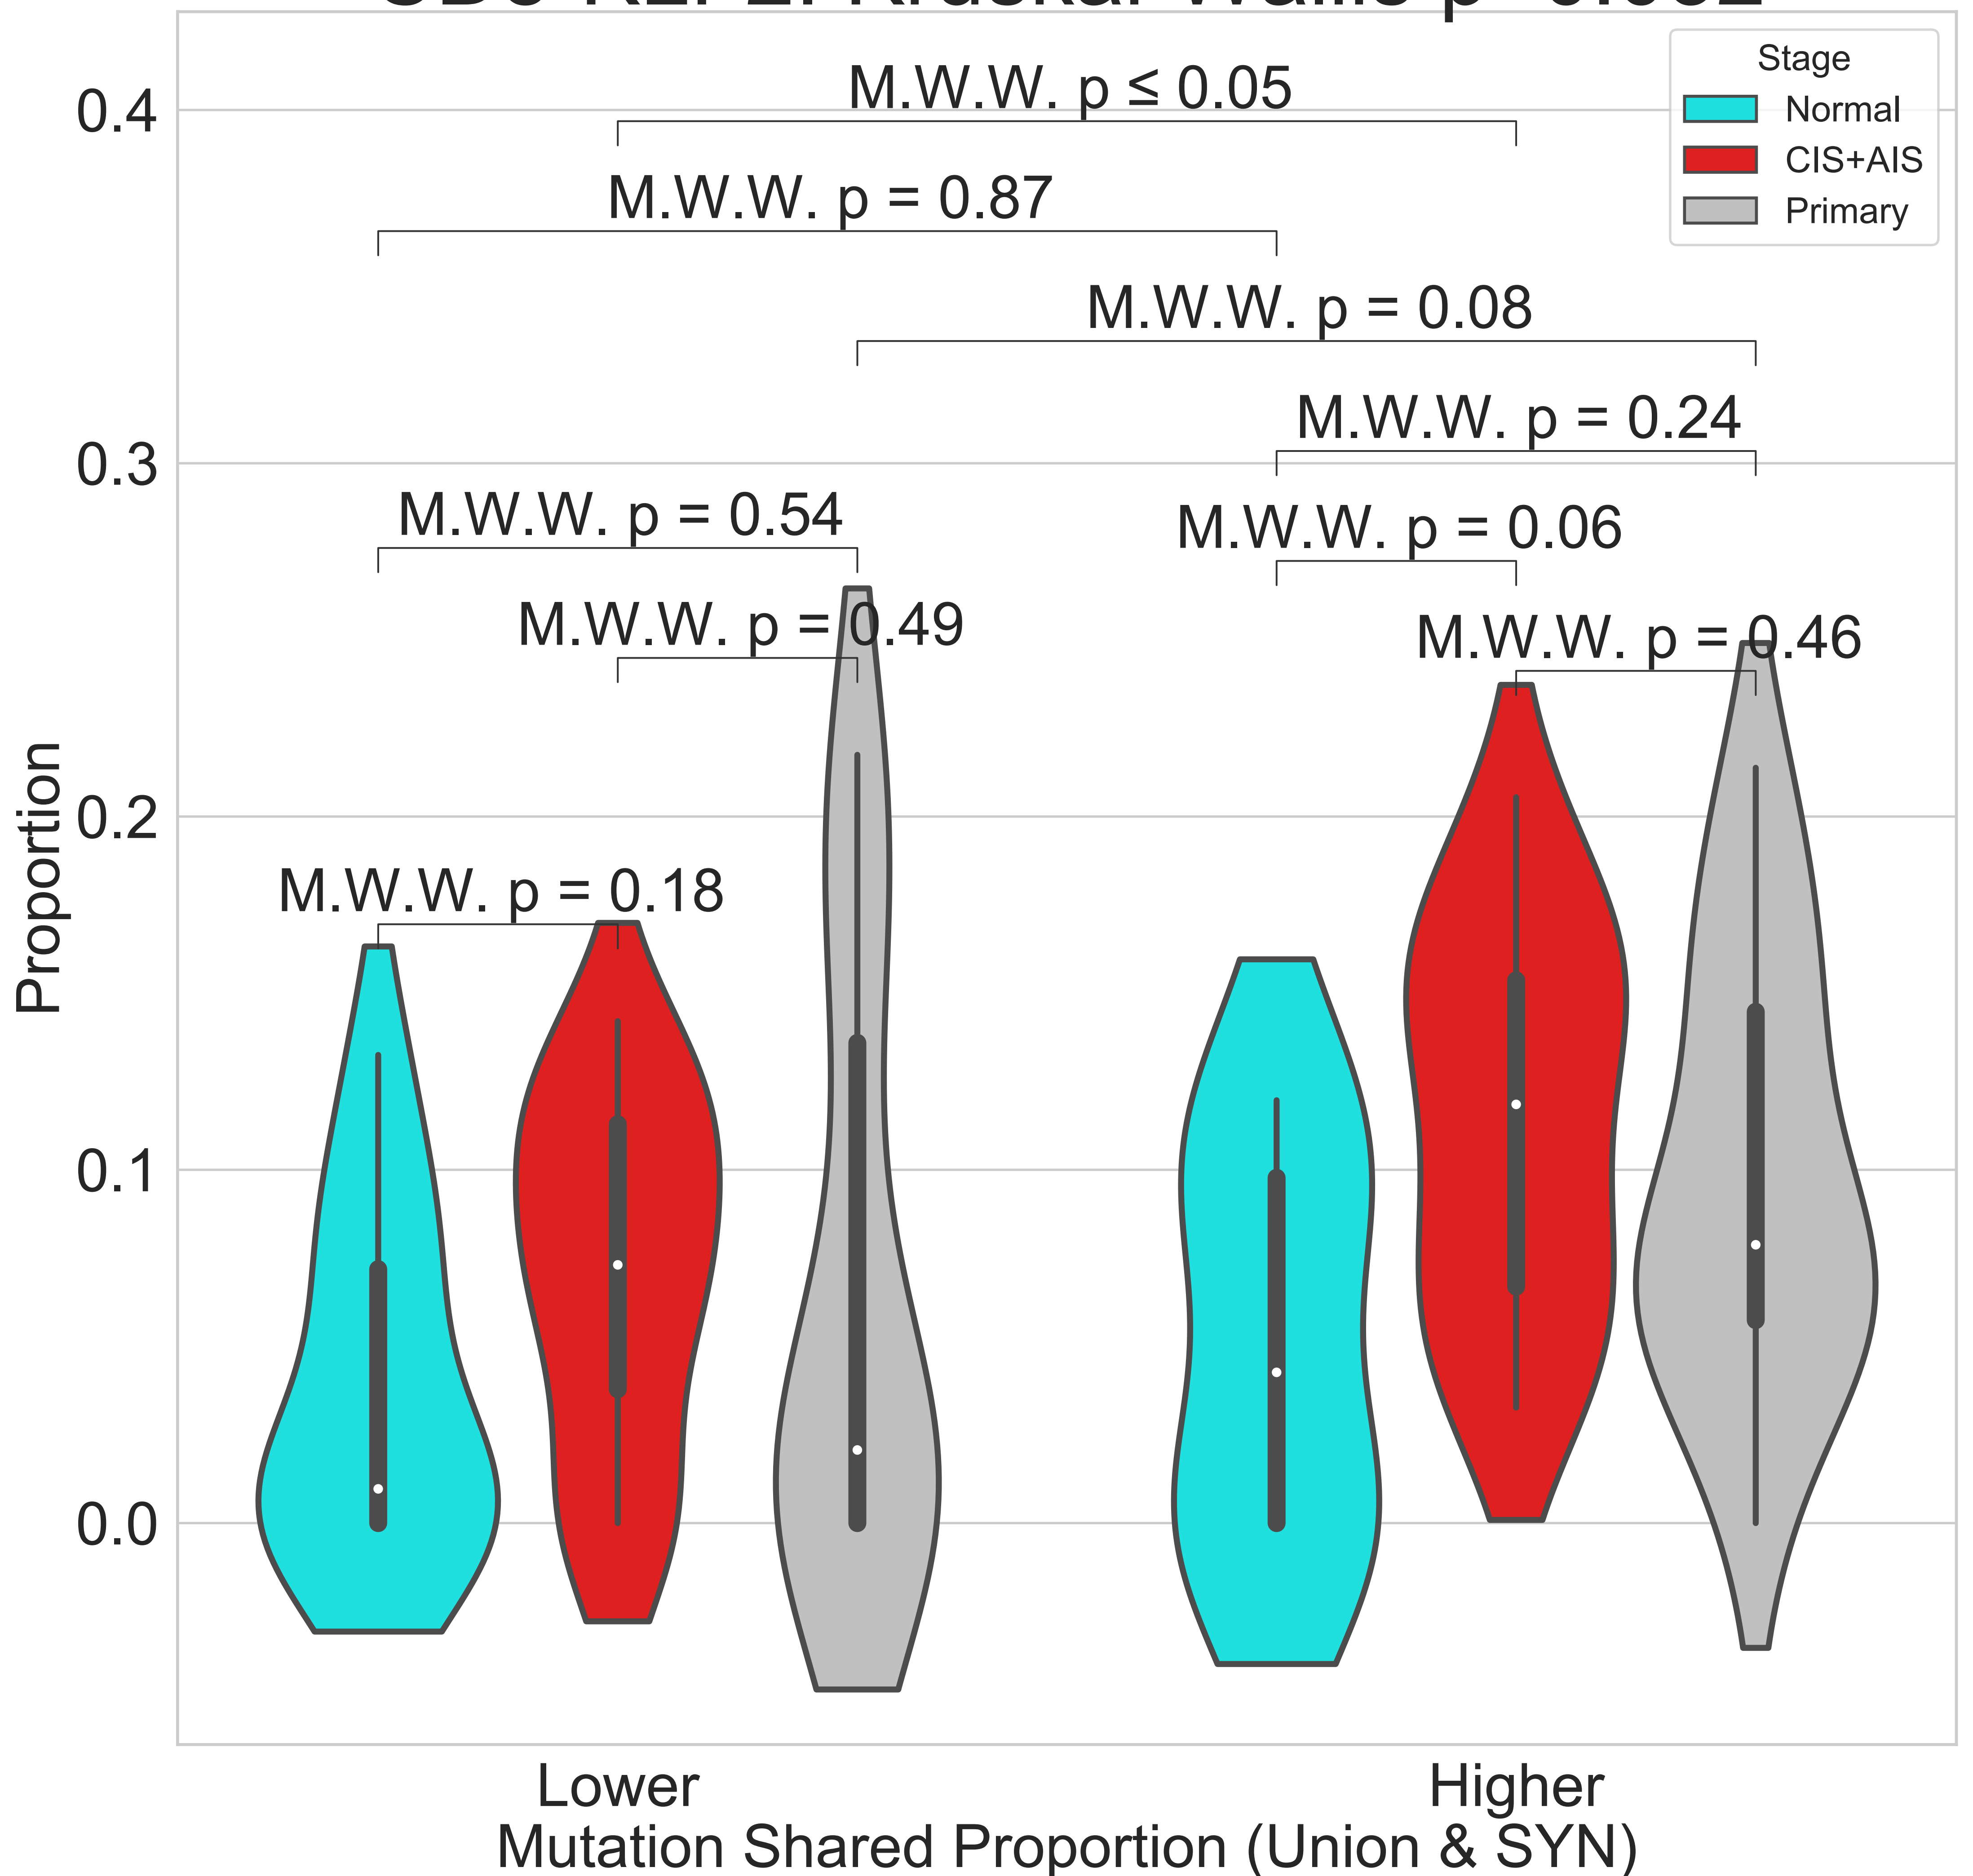 0.4
0.3
0.2
0.1
0.0
Proportion
Stage
Normal
CIS+AIS
Primary
M.W.W. p ≤ 0.05
M.W.W. p = 0.87
M.W.W. p = 0.08
M.W.W. p = 0.24
M.W.W. p = 0.54
M.W.W. p = 0.06
M.W.W. p = 0.49
M.W.W. p = 0.46
M.W.W. p = 0.18
Lower
Higher
Mutation Shared Proportion (Union & SYN)